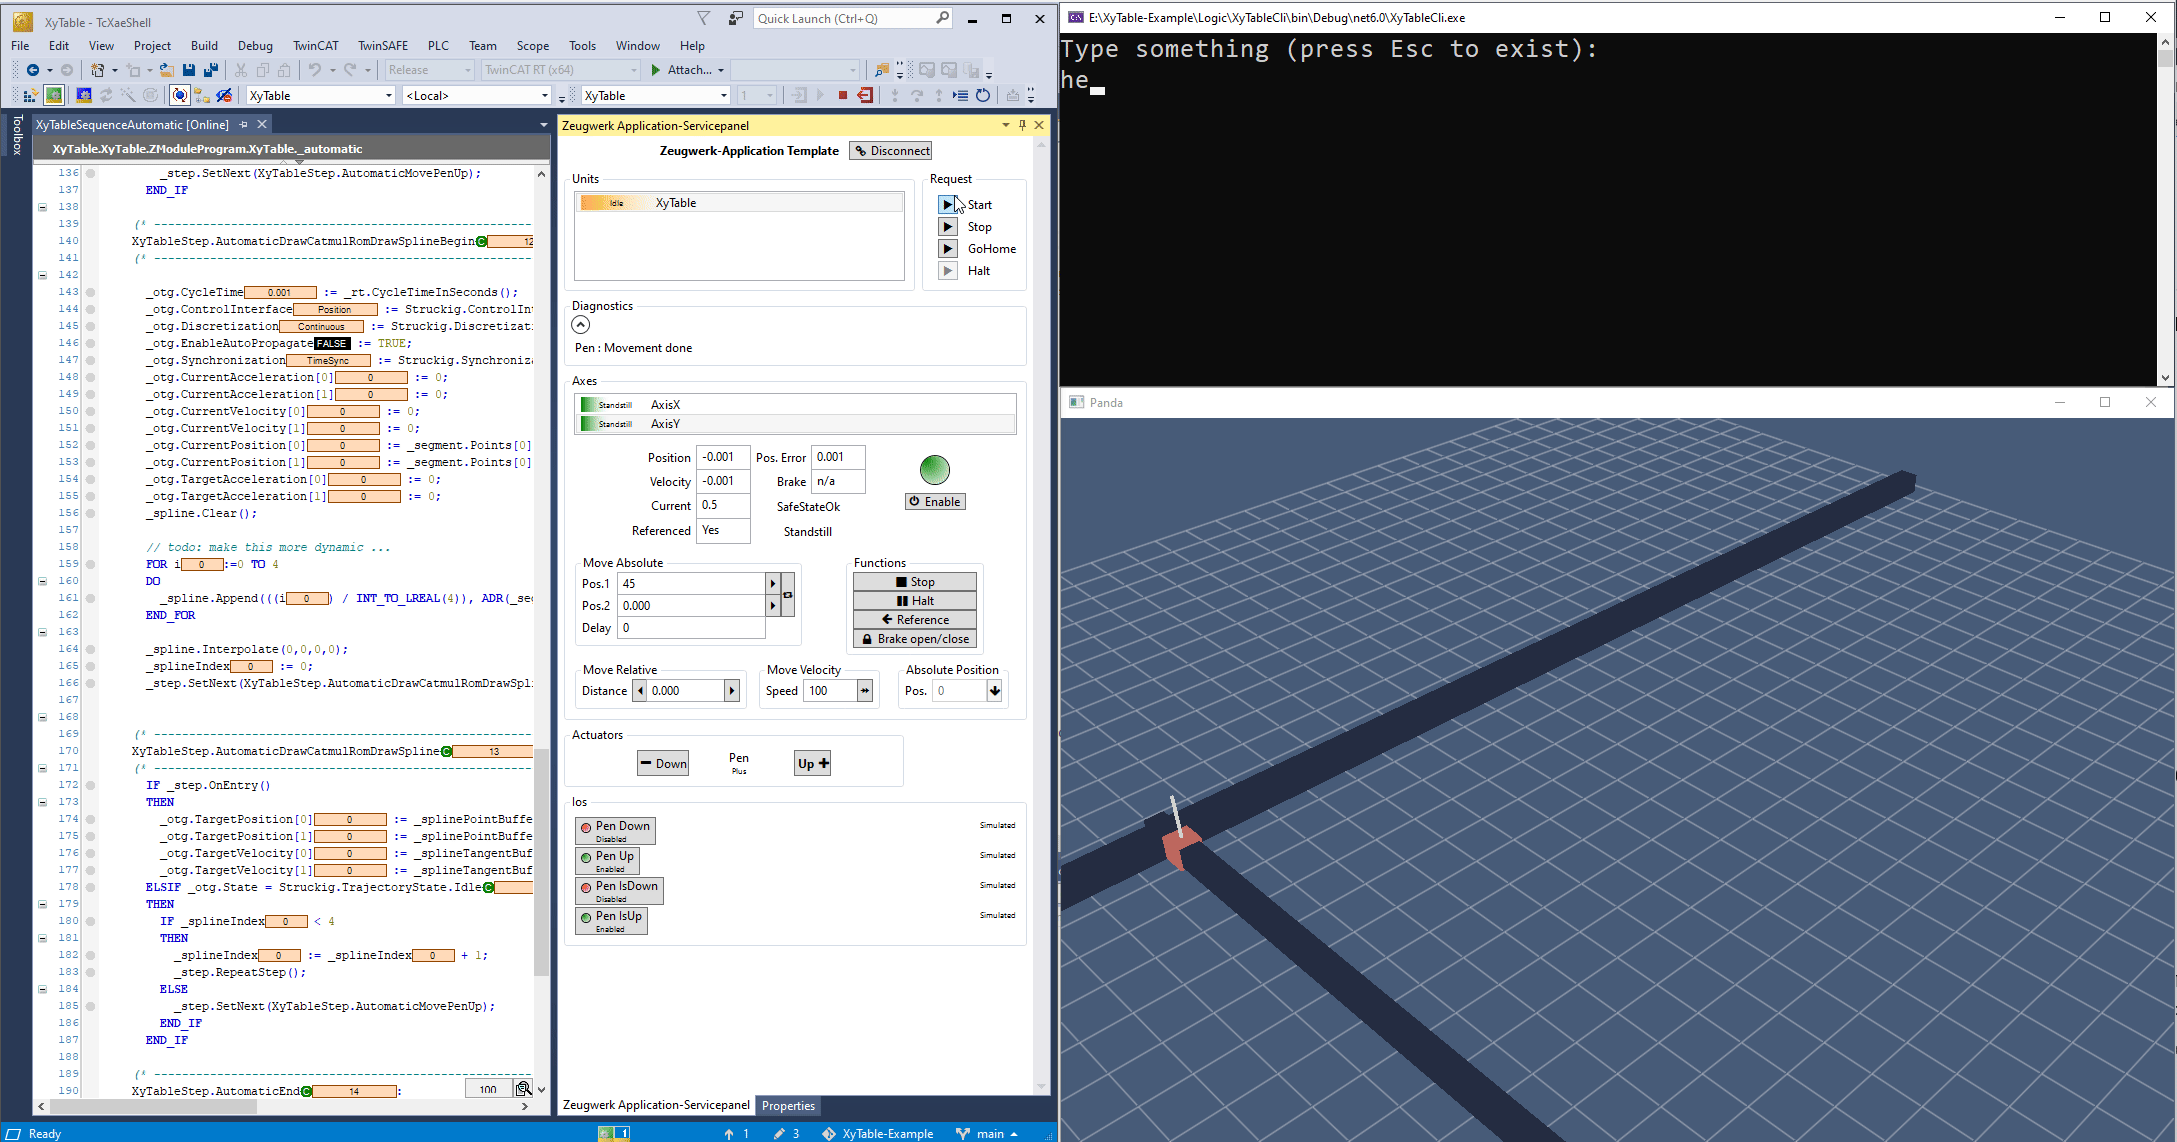 XyTable - TcXaeShell
Quick Launch (Ctrl+Q)
File Edit View Project Build Debug TwinCAT TwinSAFE PLC Team Scope Tools Window Help
Release TwinCAT RT (x64) Attach...
XyTable <Local> XyTable 1
Toolbox
XyTableSequenceAutomatic [Online]
XyTable.XyTable.ZModuleProgram.XyTable._automatic
136 _step.SetNext(XyTableStep.AutomaticMovePenUp);
137 END_IF
138
139 (* ----------
140 XyTableStep.AutomaticDrawCatmulRomDrawSplineBegin C 12
141 (* ----------
142
143 _otg.CycleTime 0.001 := _rt.CycleTimeInSeconds();
144 _otg.ControlInterface Position := Struckig.ControlIn
145 _otg.Discretization Continuous := Struckig.Discretizati
146 _otg.EnableAutoPropagate FALSE := TRUE;
147 _otg.Synchronization TimeSync := Struckig.Synchroniz
148 _otg.CurrentAcceleration[0] 0 := 0;
149 _otg.CurrentAcceleration[1] 0 := 0;
150 _otg.CurrentVelocity[0] 0 := 0;
151 _otg.CurrentVelocity[1] 0 := 0;
152 _otg.CurrentPosition[0] 0 := _segment.Points[0]
153 _otg.CurrentPosition[1] 0 := _segment.Points[0]
154 _otg.TargetAcceleration[0] 0 := 0;
155 _otg.TargetAcceleration[1] 0 := 0;
156 _spline.Clear();
157
158 // todo: make this more dynamic ...
159 FOR i 0 :=0 TO 4
160 DO
161 _spline.Append(((i 0 ) / INT_TO_LREAL(4)), ADR(_se
162 END_FOR
163
164 _spline.Interpolate(0,0,0,0);
165 _splineIndex 0 := 0;
166 _step.SetNext(XyTableStep.AutomaticDrawCatmulRomDrawSpl
167
168
169 (* ----------
170 XyTableStep.AutomaticDrawCatmulRomDrawSpline C 13
171 (* ----------
172 IF _step.OnEntry()
173 THEN
174 _otg.TargetPosition[0] 0 := _splinePointBuffe
175 _otg.TargetPosition[1] 0 := _splinePointBuffe
176 _otg.TargetVelocity[0] 0 := _splineTangentBuf
177 _otg.TargetVelocity[1] 0 := _splineTangentBuf
178 ELSIF _otg.State = Struckig.TrajectoryState.Idle C
179 THEN
180 IF _splineIndex 0 < 4
181 THEN
182 _splineIndex 0 := _splineIndex 0 + 1;
183 _step.RepeatStep();
184 ELSE
185 _step.SetNext(XyTableStep.AutomaticMovePenUp);
186 END_IF
187 END_IF
188
189 (* ----------
190 XyTableStep.AutomaticEnd C 14 :
100
Zeugwerk Application-Servicepanel
Zeugwerk-Application Template Disconnect
Units
Idle XyTable
Request
Start
Stop
GoHome
Halt
Diagnostics
Pen : Movement done
Axes
Standstill AxisX
Standstill AxisY
Position -0.001 Pos. Error 0.001
Velocity -0.001 Brake n/a
Current 0.5 SafeStateOk
Referenced Yes Standstill
Enable
Move Absolute
Pos.1 45
Pos.2 0.000
Delay 0
Functions
Stop
Halt
Reference
Brake open/close
Move Relative
Distance 0.000
Move Velocity
Speed 100
Absolute Position
Pos. 0
Actuators
Down Pen Up
Plus
Ios
Pen Down Simulated
Disabled
Pen Up Simulated
Enabled
Pen IsDown Simulated
Disabled
Pen IsUp Simulated
Enabled
Zeugwerk Application-Servicepanel Properties
Ready 1 1 3 XyTable-Example main
E:\XyTable-Example\Logic\XyTableCli\bin\Debug\net6.0\XyTableCli.exe
Type something (press Esc to exist):
he
Panda